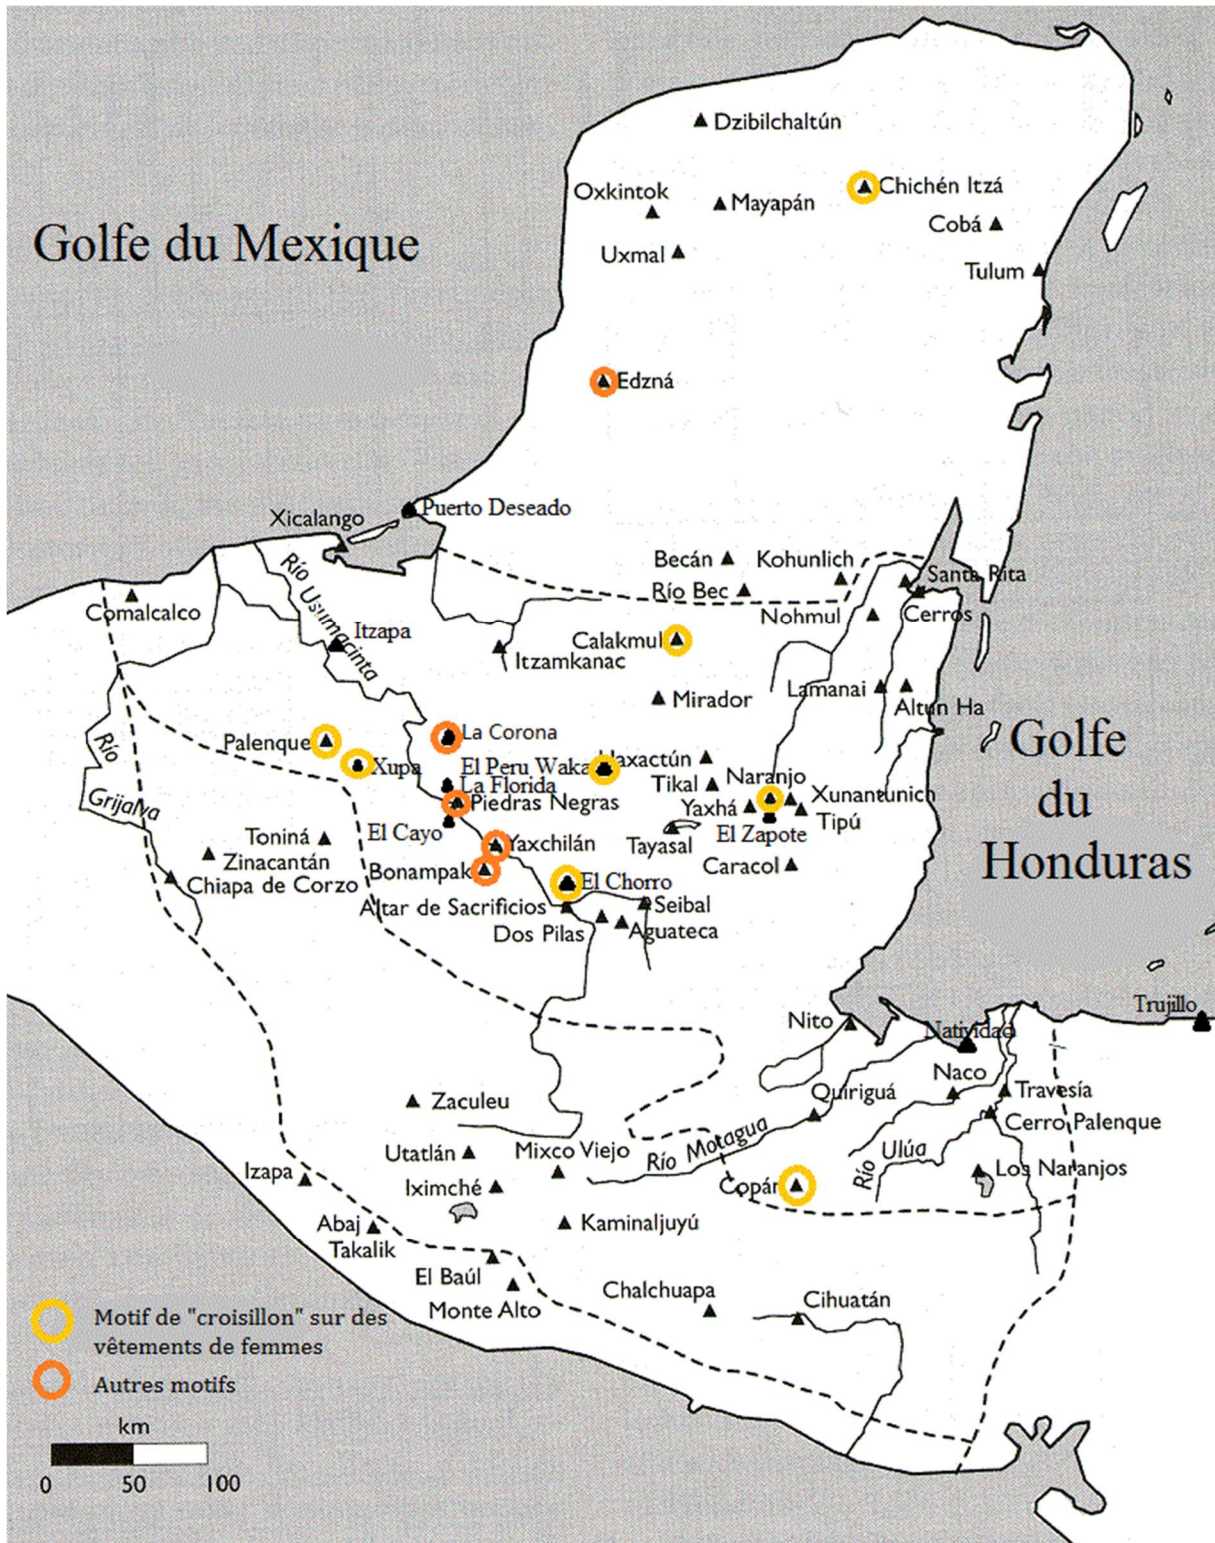 Dzibilchaltún
Chichén Itzá
Oxkintok
Mayapán
Cobá
Golfe du Mexique
Uxmal
Tulum
Edzná
Puerto Deseado
Xicalango
Becán
Kohunlich
Río Usumacinta
Río Bec
Santa Rita
Comalcalco
Nohmul
Cerros
Itzapa
Calakmul
Itzamkanac
Mirador
Lamanai
Altun Ha
La Corona
Palenque
Río
Grijalva
Xupa
El Peru Waka
Uaxactún
Golfe
du
Honduras
La Florida
Tikal
Naranjo
Piedras Negras
Yaxhá
Xunantunich
El Cayo
Tipú
Toniná
Yaxchilán
Tayasal
El Zapote
Zinacantán
Bonampak
Caracol
Chiapa de Corzo
El Chorro
Altar de Sacrificios
Seibal
Dos Pilas
Aguateca
Trujillo
Nito
Natividad
Naco
Zaculeu
Quiriguá
Travesía
Cerro Palenque
Utatlán
Mixco Viejo
Río Motagua
Río Ulúa
Los Naranjos
Izapa
Iximché
Copán
Abaj
Takalik
Kaminaljuyú
El Baúl
Monte Alto
Chalchuapa
Cihuatán
Motif de "croisillon" sur des
vêtements de femmes
Autres motifs
km
0 50 100